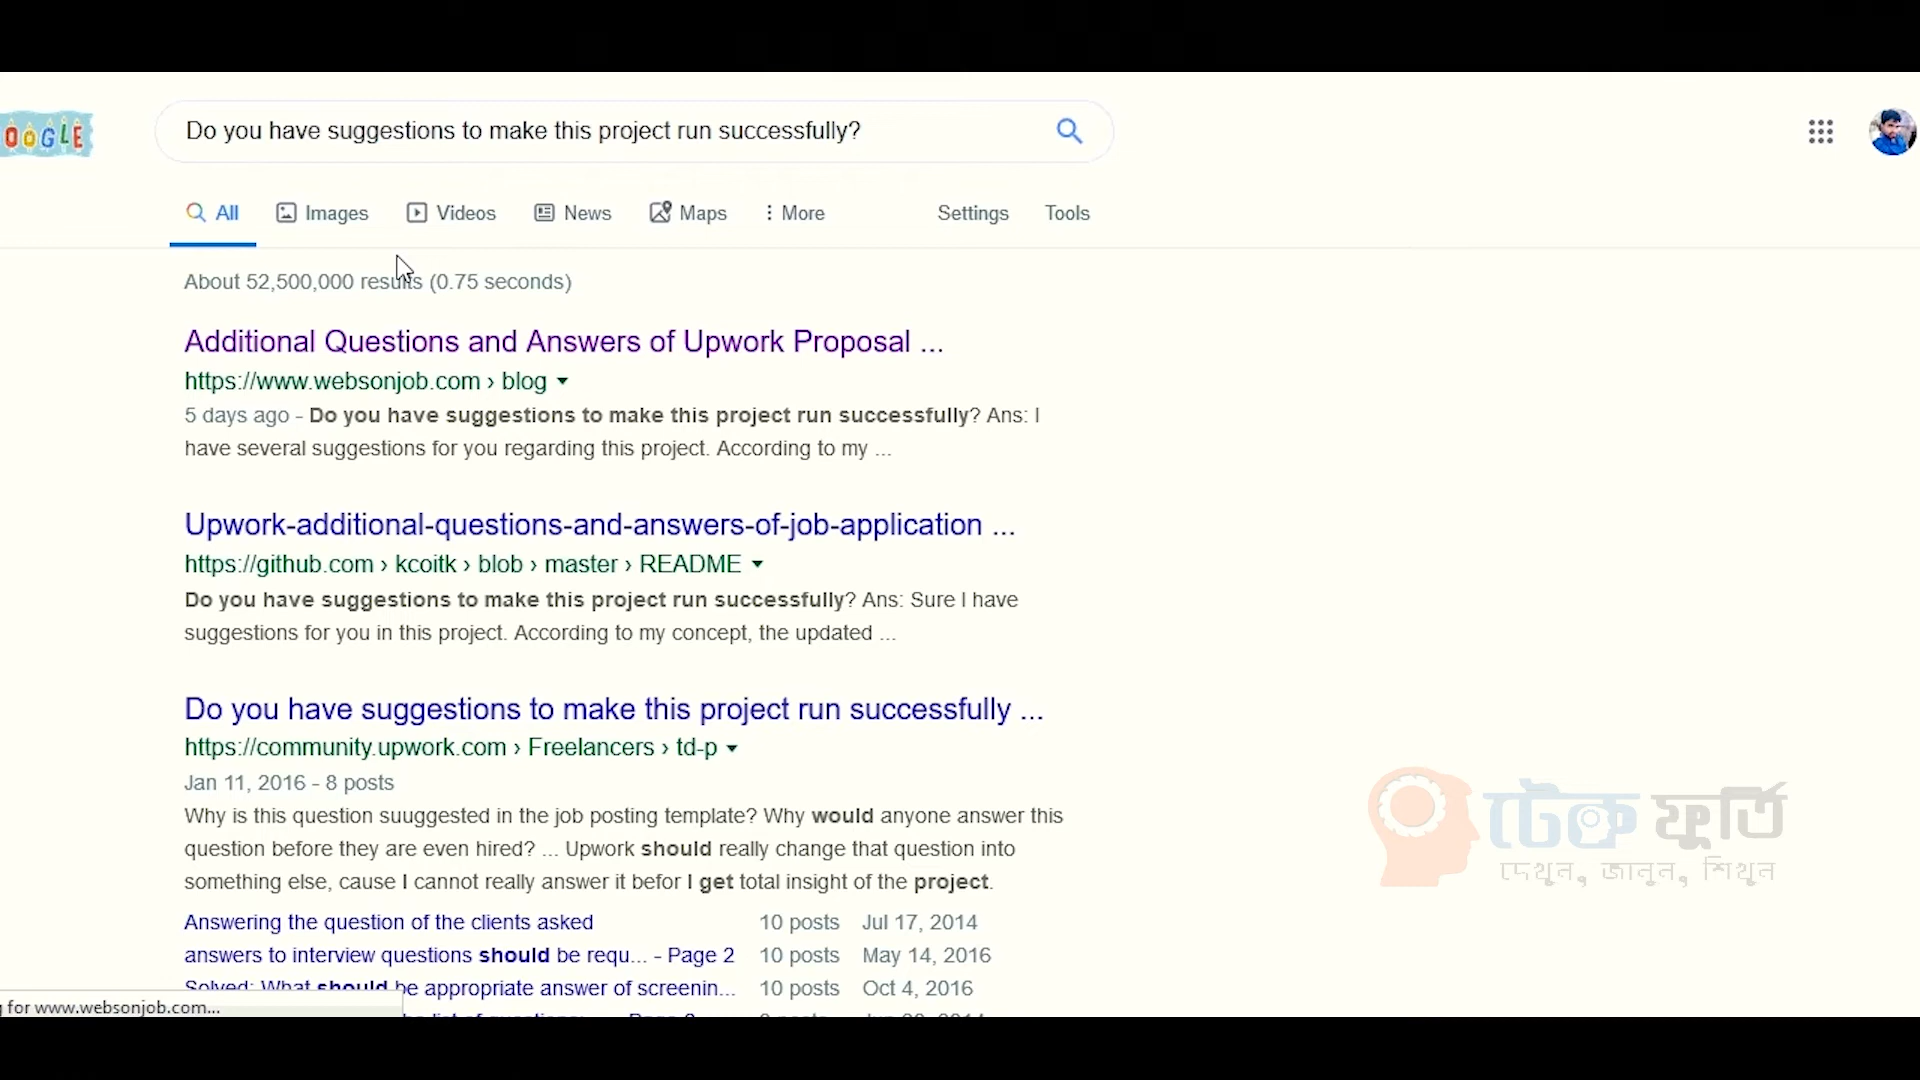 OOGLE
Do you have suggestions to make this project run successfully?
All Images Videos News Maps More Settings Tools
About 52,500,000 results (0.75 seconds)
Additional Questions and Answers of Upwork Proposal ...
https://www.websonjob.com › blog
5 days ago - Do you have suggestions to make this project run successfully? Ans: I
have several suggestions for you regarding this project. According to my ...
Upwork-additional-questions-and-answers-of-job-application ...
https://github.com › kcoitk › blob › master › README
Do you have suggestions to make this project run successfully? Ans: Sure I have
suggestions for you in this project. According to my concept, the updated ...
Do you have suggestions to make this project run successfully ...
https://community.upwork.com › Freelancers › td-p
Jan 11, 2016 - 8 posts
Why is this question suuggested in the job posting template? Why would anyone answer this
question before they are even hired? ... Upwork should really change that question into
something else, cause I cannot really answer it befor I get total insight of the project.
টেক ফুর্তি
দেখুন, জানুন, শিখুন
Answering the question of the clients asked 10 posts Jul 17, 2014
answers to interview questions should be requ... - Page 2 10 posts May 14, 2016
Solved: What should be appropriate answer of screenin... 10 posts Oct 4, 2016
for www.websonjob.com...